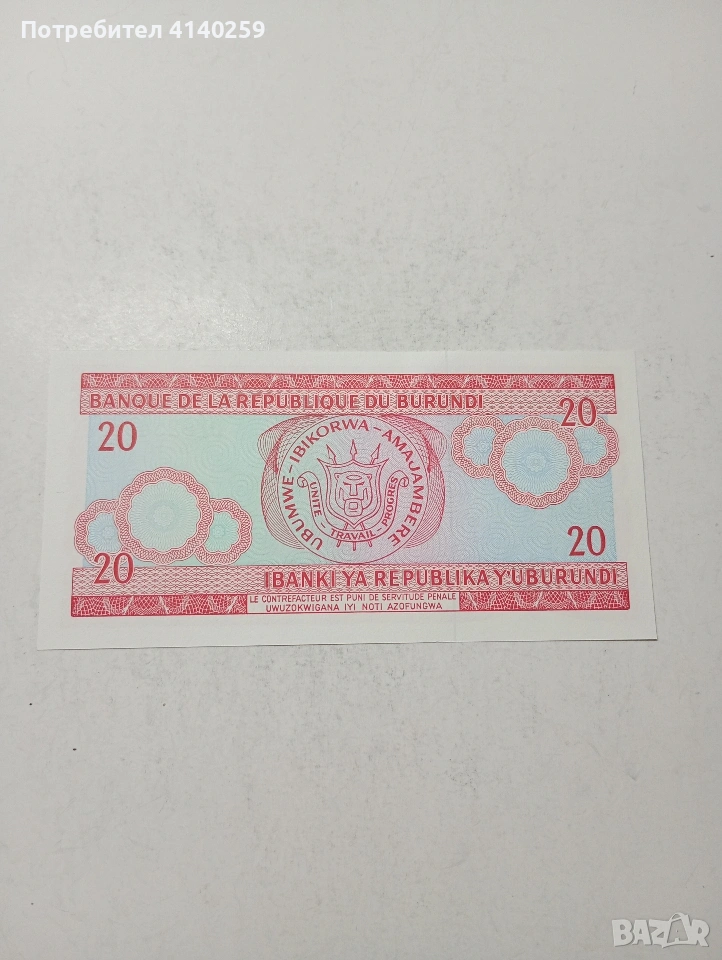 Потребител 4140259
BANQUE DE LA REPUBLIQUE DU BURUNDI
20
20
UBUMWE – IBIKORWA – AMAJAMBERE
UNITE – TRAVAIL – PROGRES
20
20
IBANKI YA REPUBLIKA Y'UBURUNDI
LE CONTREFACTEUR EST PUNI DE SERVITUDE PENALE
UWUZOKWIGANA IYI NOTI AZOFUNGWA
BAZAR